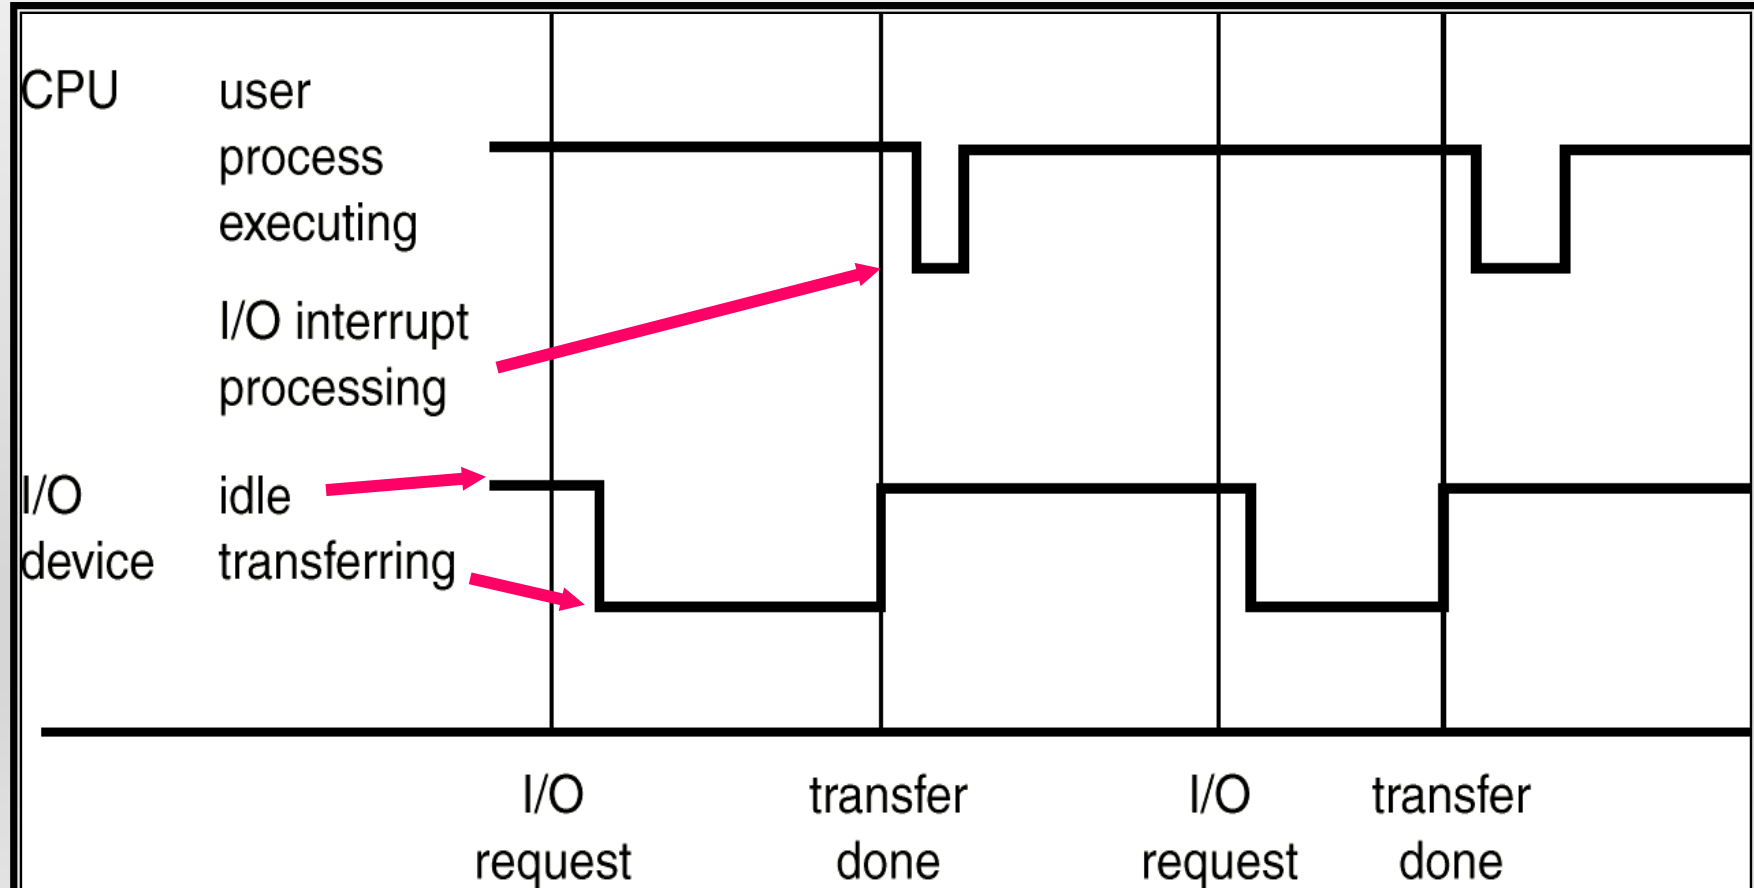 CPU user
process
executing
I/O interrupt
processing
I/O idle
device transferring
I/O transfer I/O transfer
request done request done